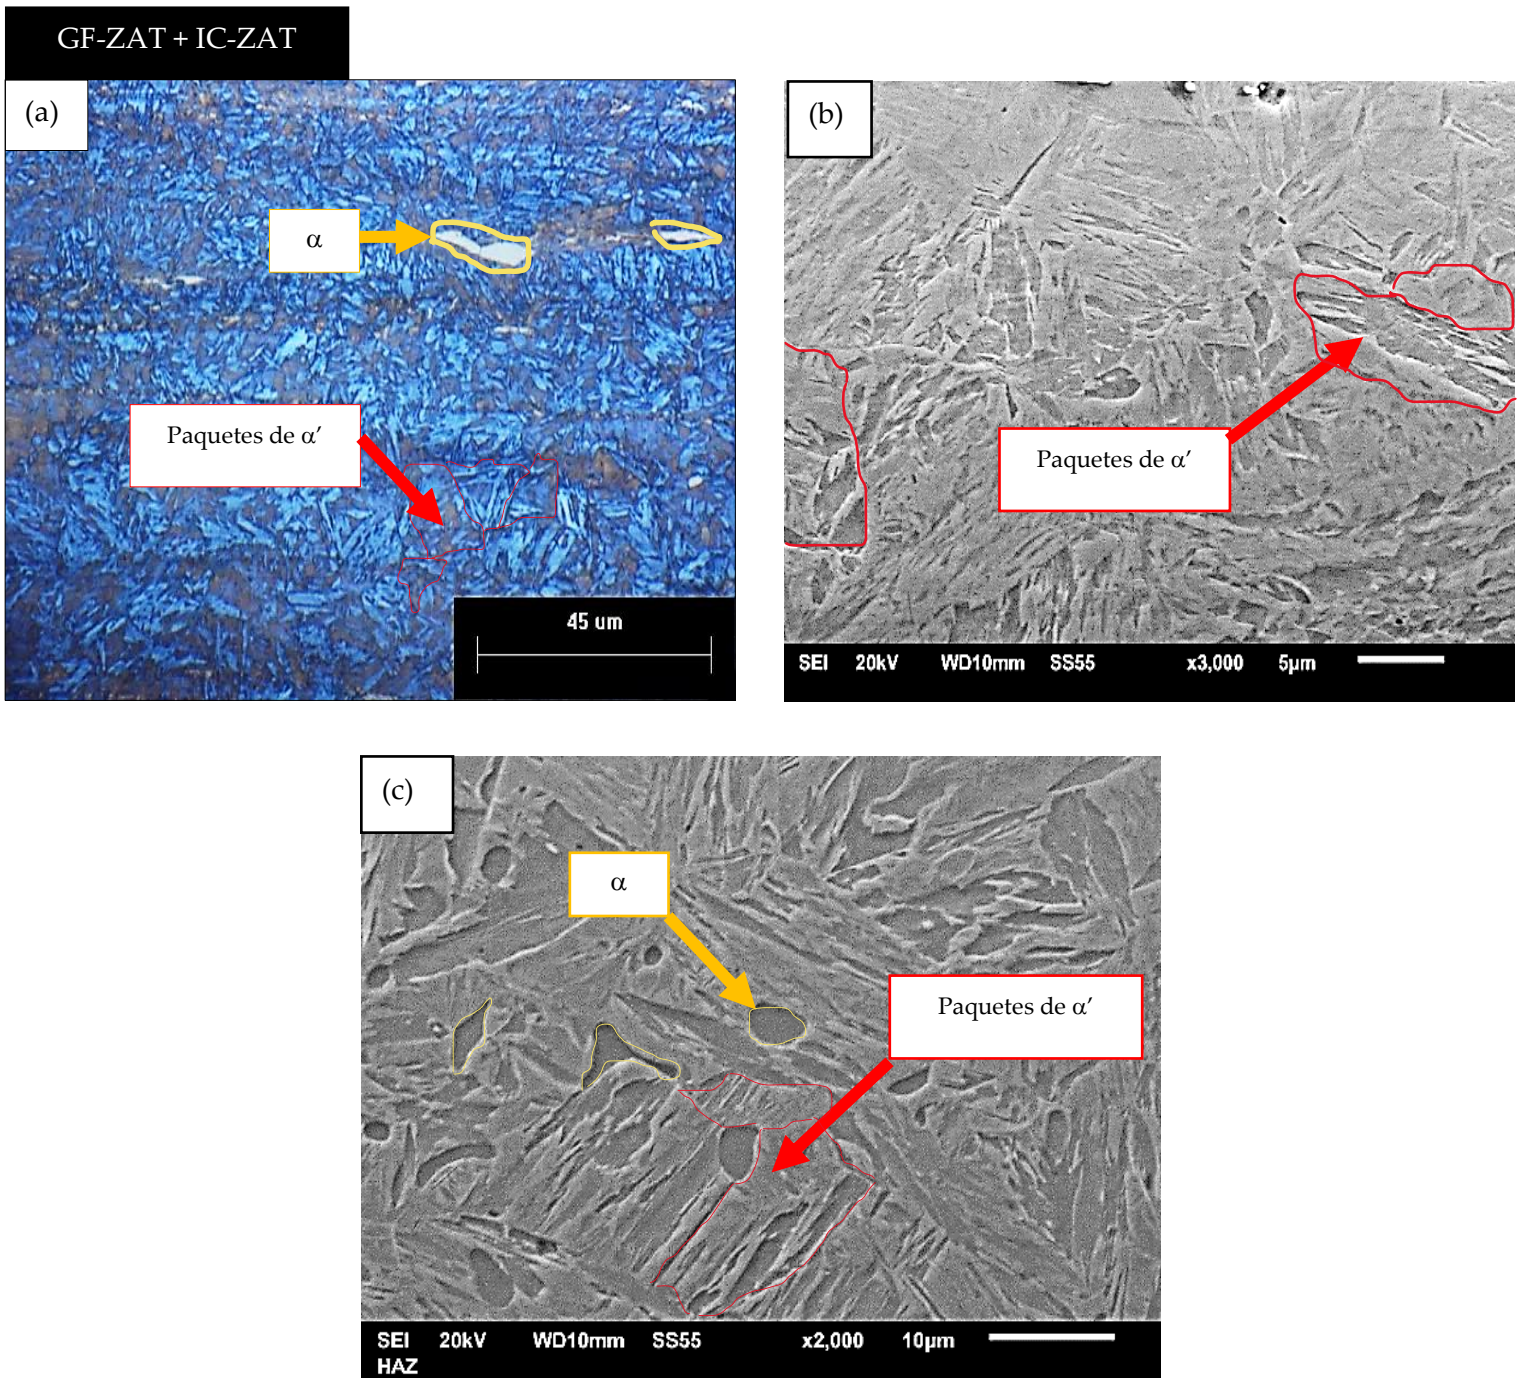 GF-ZAT + IC-ZAT
(a)
α
Paquetes de α’
45 um
(b)
Paquetes de α’
SEI 20kV WD10mm SS55 x3,000 5µm
(c)
α
Paquetes de α’
SEI 20kV WD10mm SS55 x2,000 10µm
HAZ